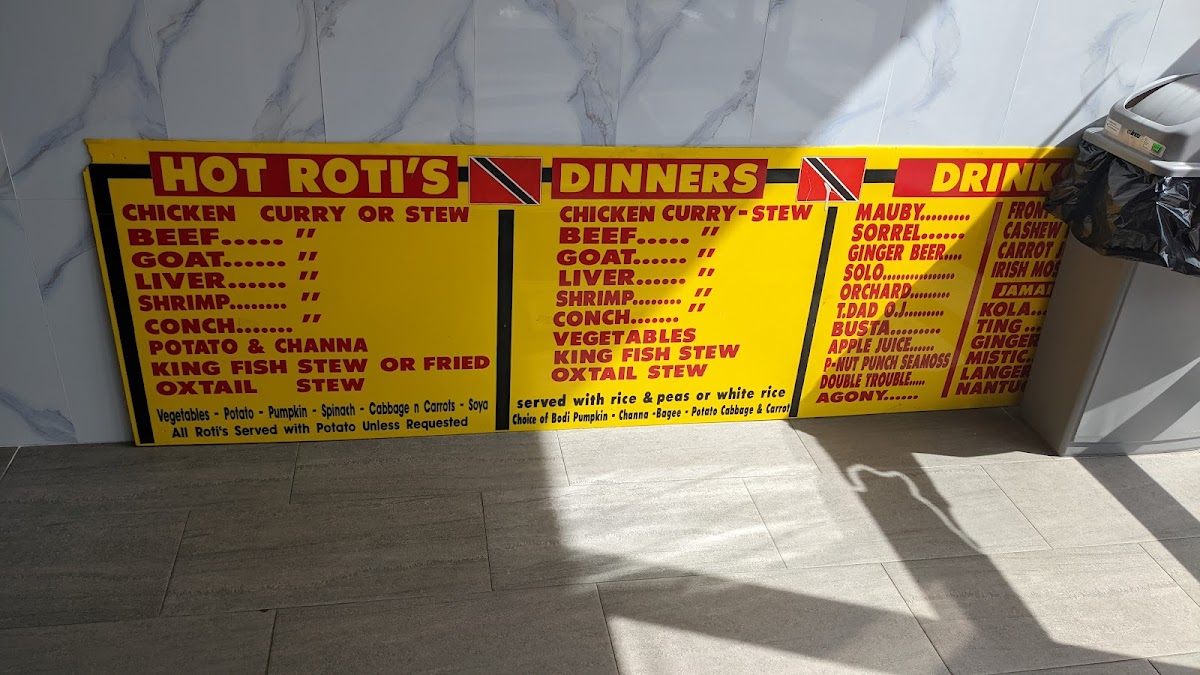 HOT ROTI'S
CHICKEN CURRY OR STEW
BEEF..... "
GOAT...... "
LIVER...... "
SHRIMP........ "
CONCH........ "
POTATO & CHANNA
KING FISH STEW OR FRIED
OXTAIL STEW
Vegetables - Potato - Pumpkin - Spinach - Cabbage n Carrots - Soya
All Roti's Served with Potato Unless Requested
DINNERS
CHICKEN CURRY - STEW
BEEF..... "
GOAT...... "
LIVER...... "
SHRIMP........ "
CONCH....... "
VEGETABLES
KING FISH STEW
OXTAIL STEW
served with rice & peas or white rice
Choice of Bodi Pumpkin - Channa -Bagee - Potato Cabbage & Carrot
DRINK
MAUBY.........
SORREL.......
GINGER BEER....
SOLO................
ORCHARD.........
T.DAD O.J..........
BUSTA..........
APPLE JUICE......
P-NUT PUNCH SEAMOSS
DOUBLE TROUBLE.....
AGONY......
FRON
CASHEW
CARROT
IRISH MOS
JAMAI
KOLA...
TING...
GINGER
MISTIC..
LANGER
NANTU